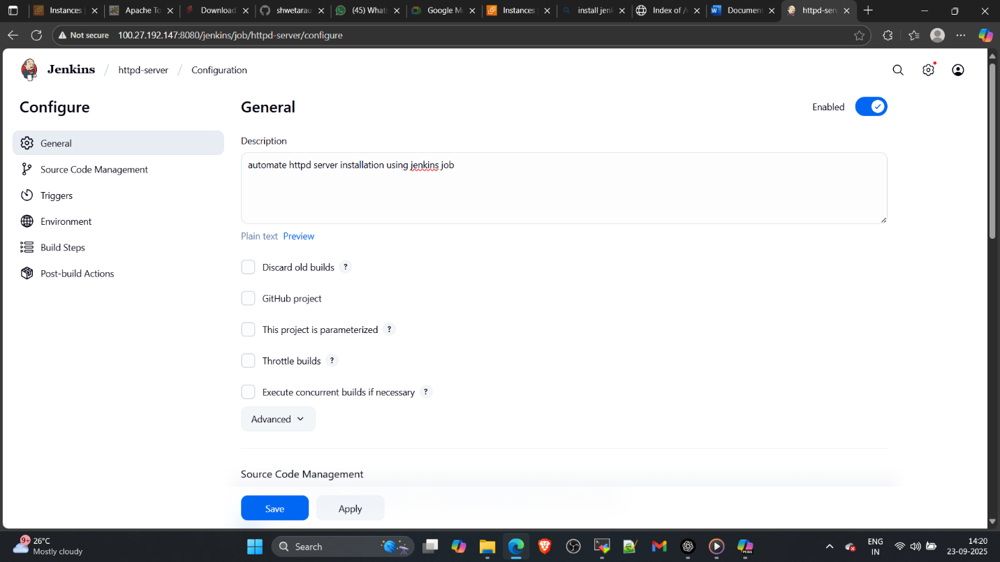 Instances
Apache To
Download
shwetarau
(45) Whats
Google Me
Instances
install jenk
Index of /v
Document
httpd-serv
Not secure
100.27.192.147:8080/jenkins/job/httpd-server/configure
Jenkins / httpd-server / Configuration
Configure
General
Source Code Management
Triggers
Environment
Build Steps
Post-build Actions
General
Enabled
Description
automate httpd server installation using jenkins job
Plain text Preview
Discard old builds ?
GitHub project
This project is parameterized ?
Throttle builds ?
Execute concurrent builds if necessary ?
Advanced
Source Code Management
Save
Apply
9+
26°C
Mostly cloudy
Search
M365
ENG
IN
14:20
23-09-2025